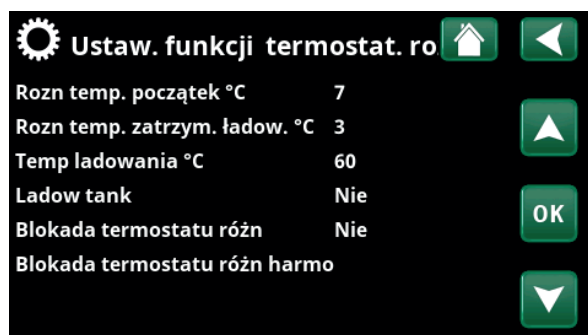 Ustaw. funkcji termostat. ro
Rozn temp. początek °C 7
Rozn temp. zatrzym. ładow. °C 3
Temp ladowania °C 60
Ladow tank Nie
Blokada termostatu różn Nie
OK
Blokada termostatu różn harmo